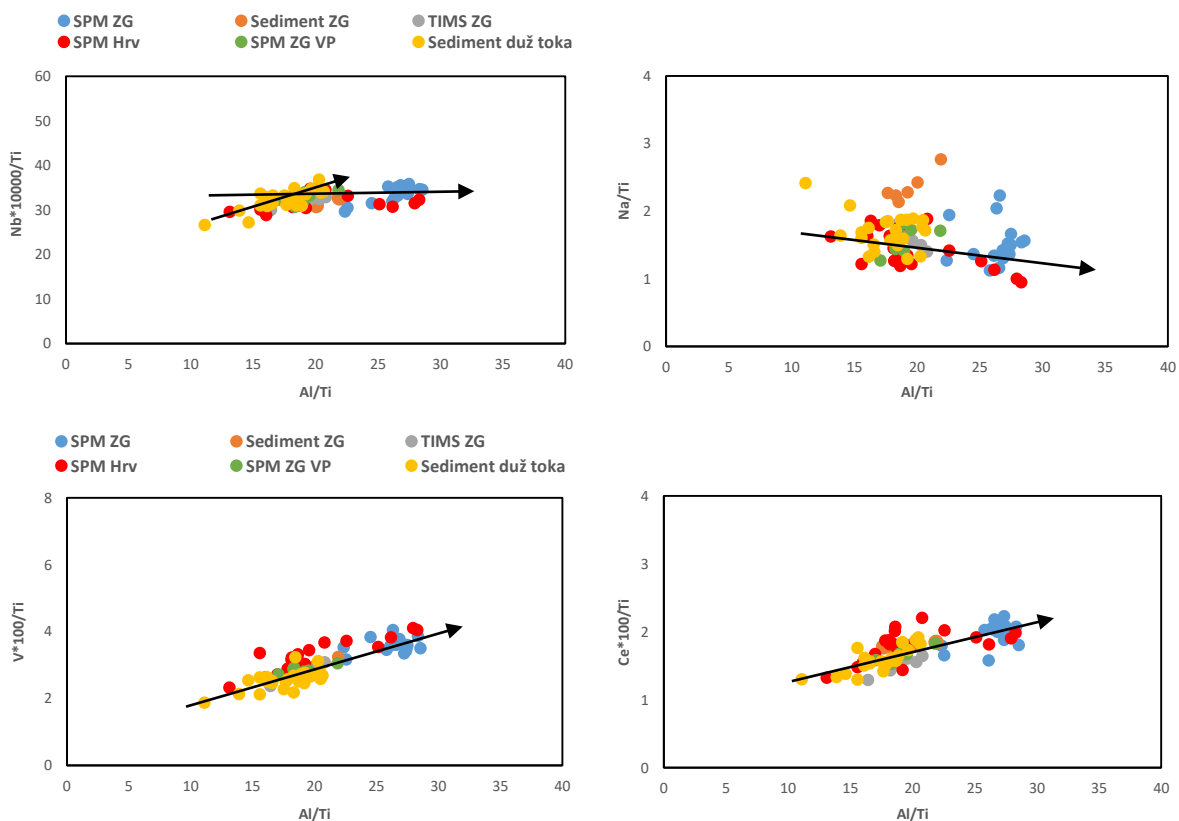 SPM ZG Sediment ZG TIMS ZG
SPM Hrv SPM ZG VP Sediment duž toka
Nb*10000/Ti
60
50
40
30
20
10
0
0 5 10 15 20 25 30 35 40
Al/Ti
Na/Ti
4
3
2
1
0
0 5 10 15 20 25 30 35 40
Al/Ti
SPM ZG Sediment ZG TIMS ZG
SPM Hrv SPM ZG VP Sediment duž toka
V*100/Ti
8
6
4
2
0
0 5 10 15 20 25 30 35 40
Al/Ti
Ce*100/Ti
4
3
2
1
0
0 5 10 15 20 25 30 35 40
Al/Ti